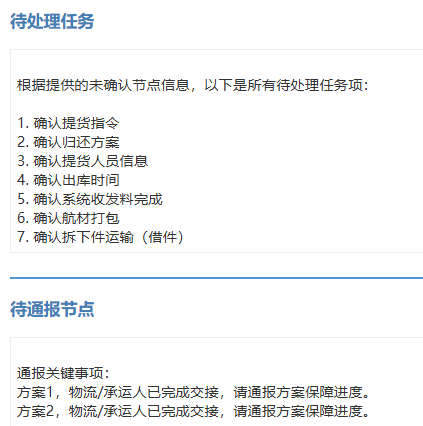 待处理任务
根据提供的未确认节点信息，以下是所有待处理任务项：
1. 确认提货指令
2. 确认归还方案
3. 确认提货人员信息
4. 确认出库时间
5. 确认系统收发料完成
6. 确认航材打包
7. 确认拆下件运输（借件）
待通报节点
通报关键事项：
方案1，物流/承运人已完成交接，请通报方案保障进度。
方案2，物流/承运人已完成交接，请通报方案保障进度。